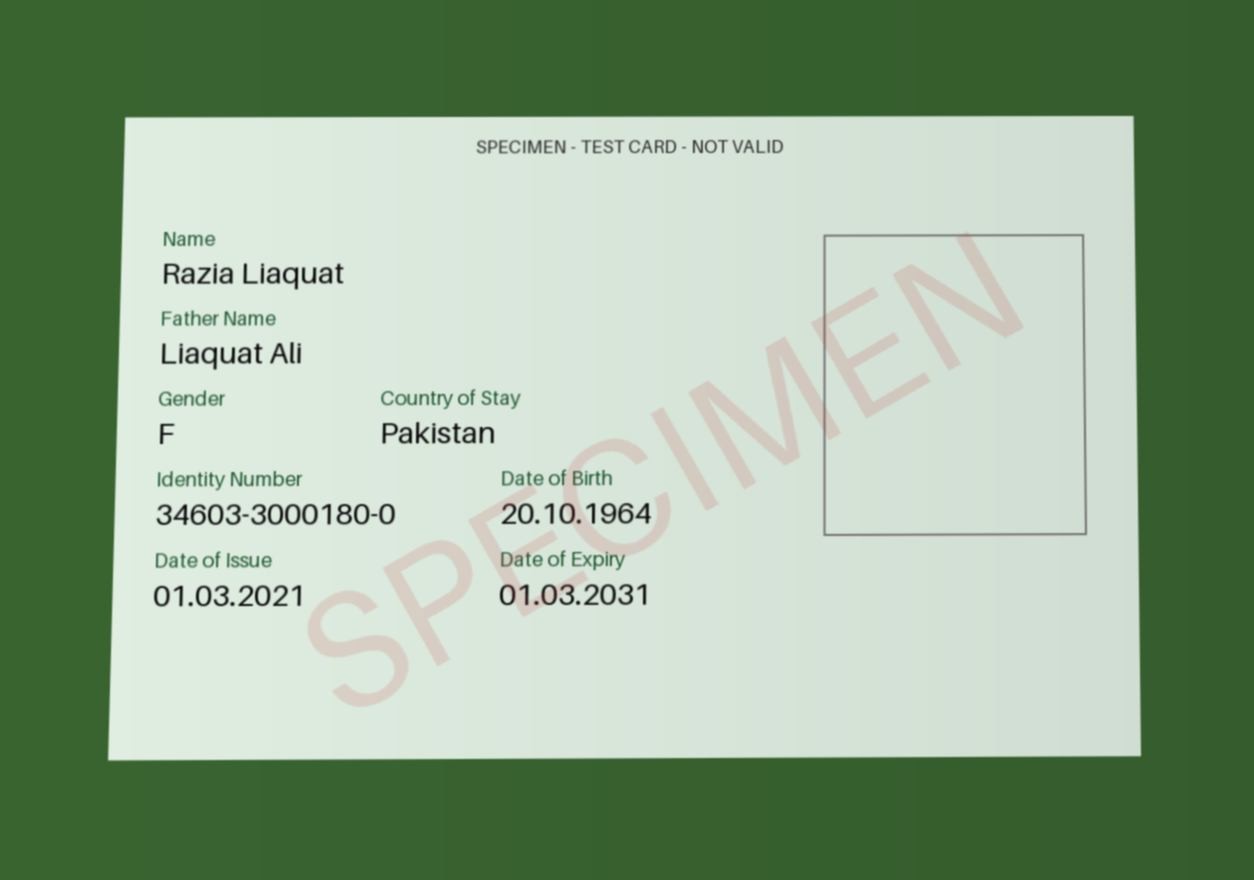 SPECIMEN - TEST CARD - NOT VALID
Name
Razia Liaquat
Father Name
Liaquat Ali
Gender Country of Stay
F Pakistan
Identity Number Date of Birth
34603-3000180-0 20.10.1964
Date of Issue Date of Expiry
01.03.2021 01.03.2031
SPECIMEN